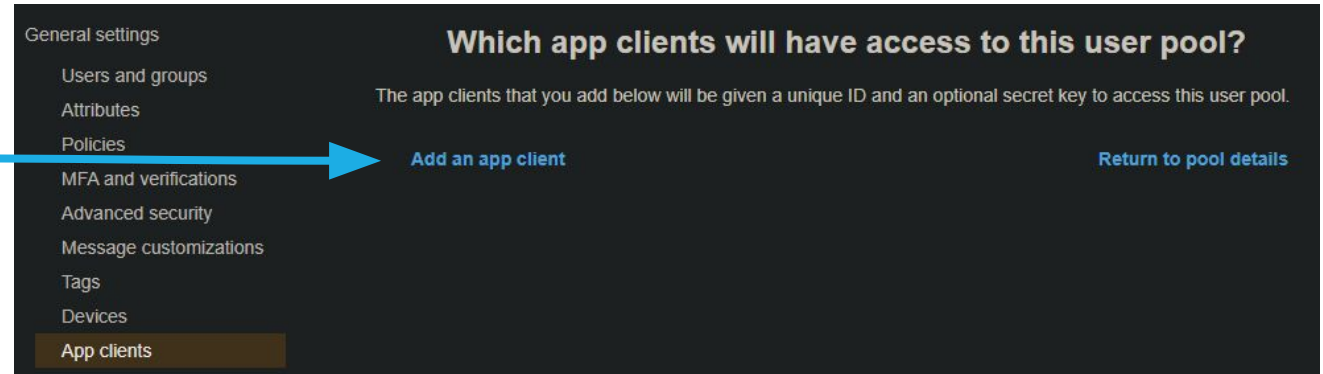 General settings
Users and groups
Attributes
Policies
MFA and verifications
Advanced security
Message customizations
Tags
Devices
App clients
Which app clients will have access to this user pool?
The app clients that you add below will be given a unique ID and an optional secret key to access this user pool.
Add an app client
Return to pool details